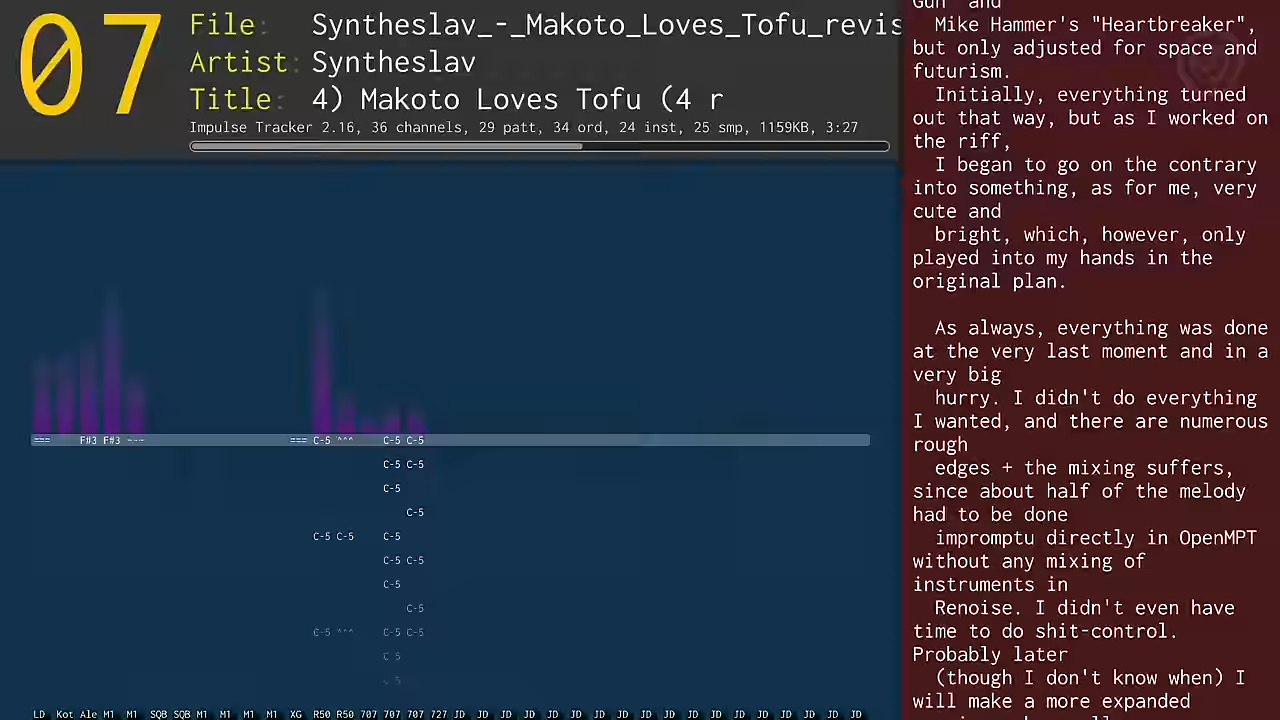 07
File: Syntheslav_-_Makoto_Loves_Tofu_revis
Artist: Syntheslav
Title: 4) Makoto Loves Tofu (4 r
Impulse Tracker 2.16, 36 channels, 29 patt, 34 ord, 24 inst, 25 smp, 1159KB, 3:27
=== F#3 F#3 ~~~ === C-5 ^^^ C-5 C-5
C-5 C-5
C-5
C-5
C-5 C-5 C-5
C-5 C-5
C-5
C-5
C-5 ^^^ C-5 C-5
C 5
5
LD Kot Ale M1 M1 SQB SQB M1 M1 M1 M1 XG R50 R50 707 707 707 727 JD JD JD JD JD JD JD JD JD JD JD JD JD JD JD JD JD JD
Gun" and
Mike Hammer's "Heartbreaker",
but only adjusted for space and
futurism.
Initially, everything turned
out that way, but as I worked on
the riff,
I began to go on the contrary
into something, as for me, very
cute and
bright, which, however, only
played into my hands in the
original plan.
As always, everything was done
at the very last moment and in a
very big
hurry. I didn't do everything
I wanted, and there are numerous
rough
edges + the mixing suffers,
since about half of the melody
had to be done
impromptu directly in OpenMPT
without any mixing of
instruments in
Renoise. I didn't even have
time to do shit-control.
Probably later
(though I don't know when) I
will make a more expanded